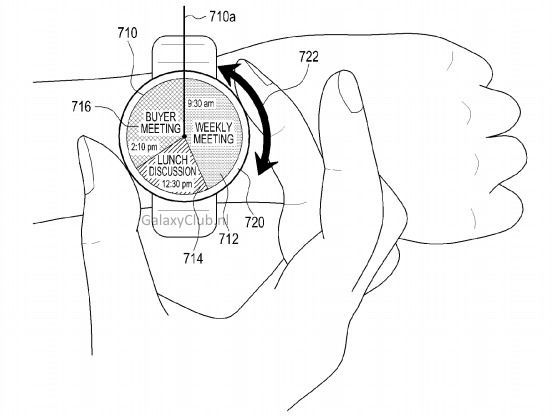 710a
710
722
716
9:30 am
BUYER
MEETING
WEEKLY
MEETING
2:10 pm
LUNCH
DISCUSSION
12:30 pm
GalaxyClub.nl
720
712
714